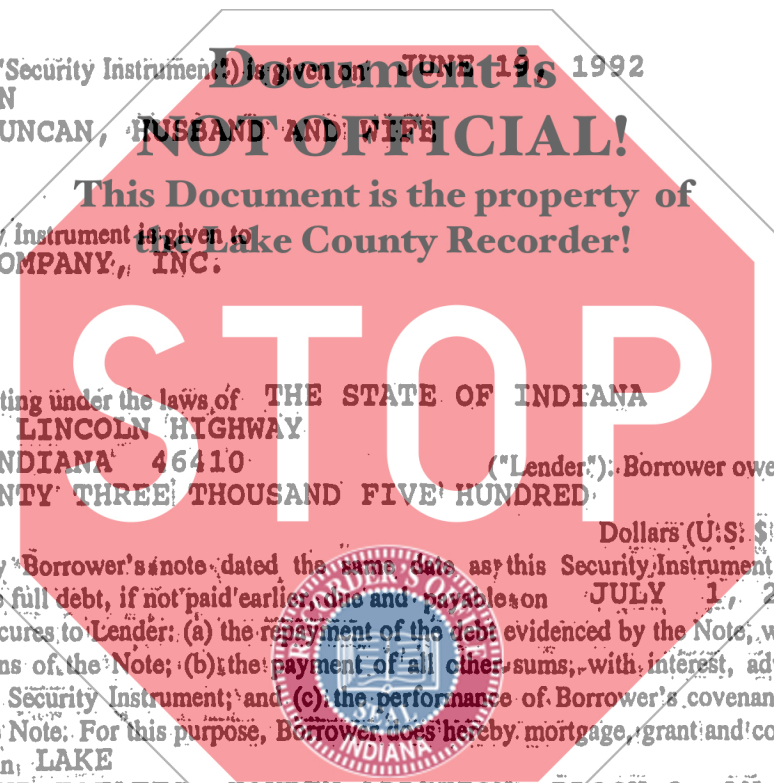 Document is
NOT OFFICIAL!
This Document is the property of
the Lake County Recorder!
STOP
"Security Instrument") is given on JUNE 19, 1992
N
UNCAN, HUSBAND AND WIFE
Instrument is given to
OMPANY, INC.
ting under the laws of THE STATE OF INDIANA
LINCOLN HIGHWAY
NDIANA 46410 ("Lender"). Borrower owe
NTY THREE THOUSAND FIVE HUNDRED
Dollars (U.S. $
Borrower's note dated the same date as this Security Instrument
full debt, if not paid earlier, due and payable on JULY 1, 2
cures to Lender: (a) the repayment of the debt evidenced by the Note, w
ns of the Note; (b) the payment of all other sums, with interest, ad
Security Instrument; and (c) the performance of Borrower's covenan
Note. For this purpose, Borrower does hereby mortgage, grant and co
n LAKE
RECORDER'S OFFICE
INDIANA